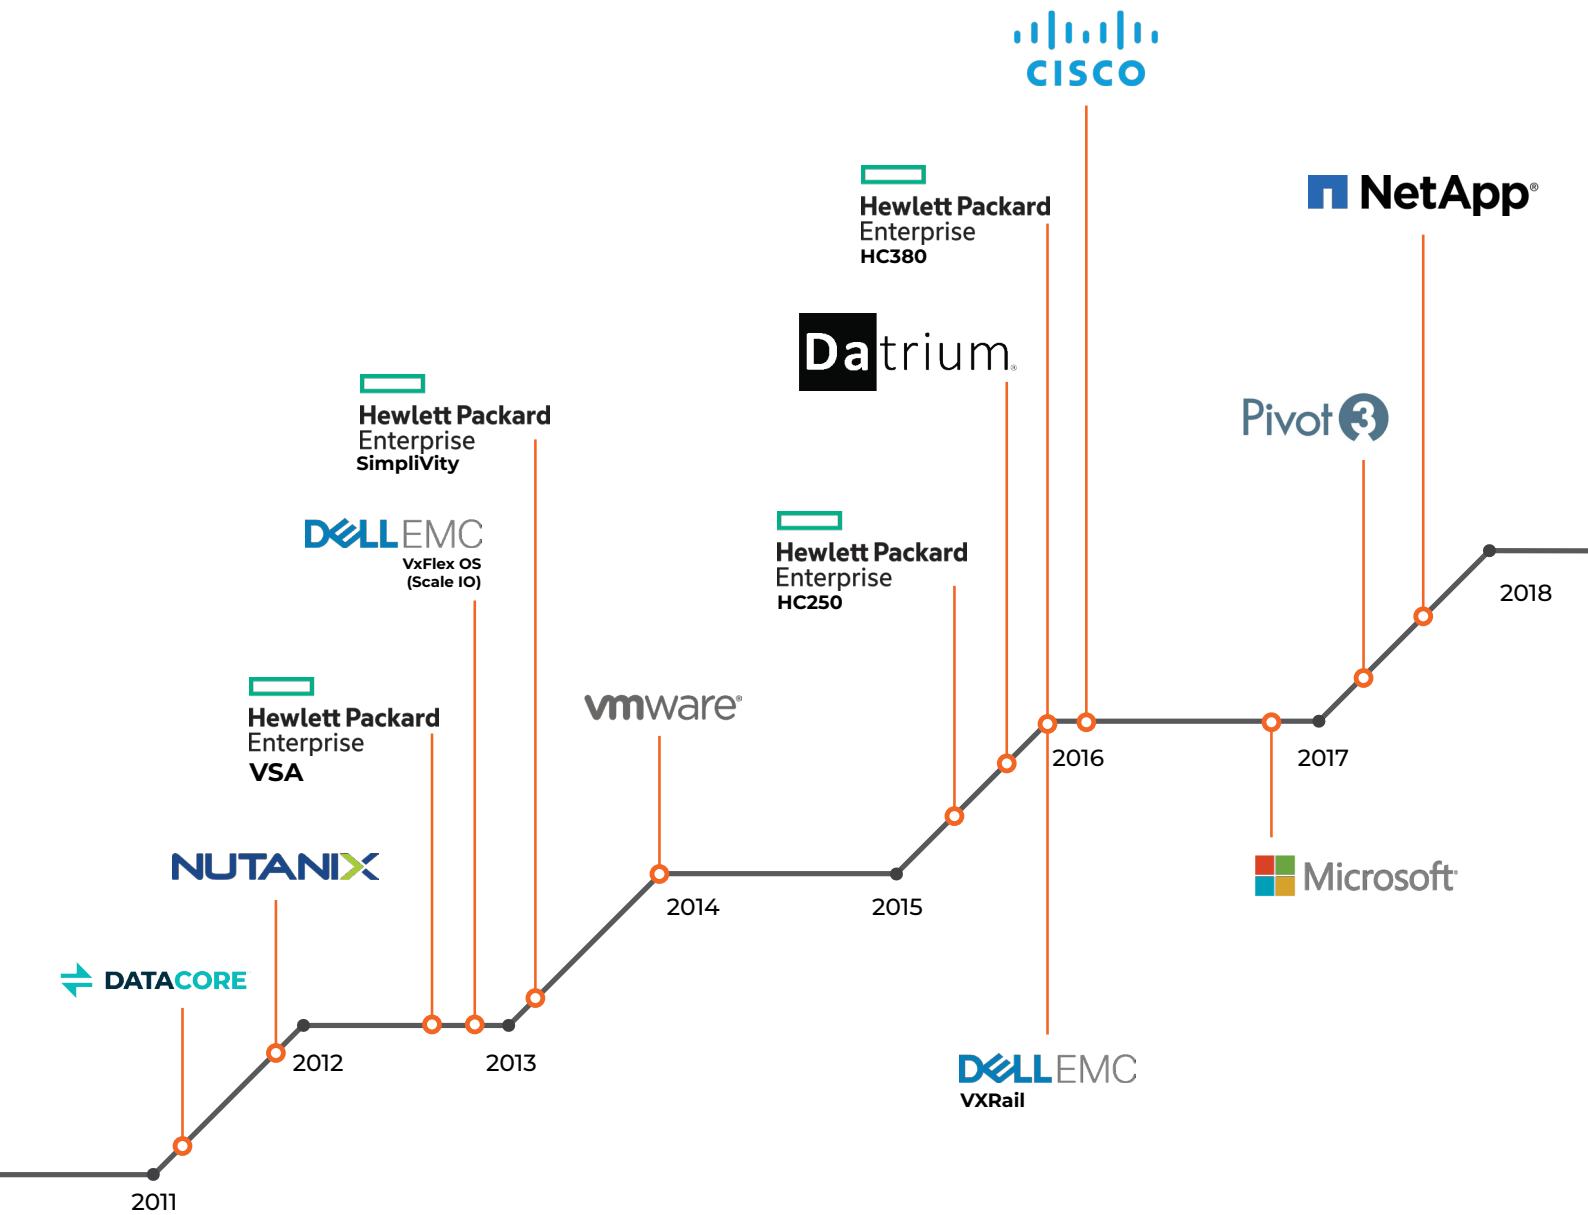 CISCO
Hewlett Packard
Enterprise
HC380
NetApp®
Datrium®
Hewlett Packard
Enterprise
SimpliVity
Pivot3
DELLEMC
VxFlex OS
(Scale IO)
Hewlett Packard
Enterprise
HC250
2018
Hewlett Packard
Enterprise
VSA
vmware®
2016
2017
NUTANIX
Microsoft
2014
2015
DATACORE
2012
2013
DELLEMC
VXRail
2011